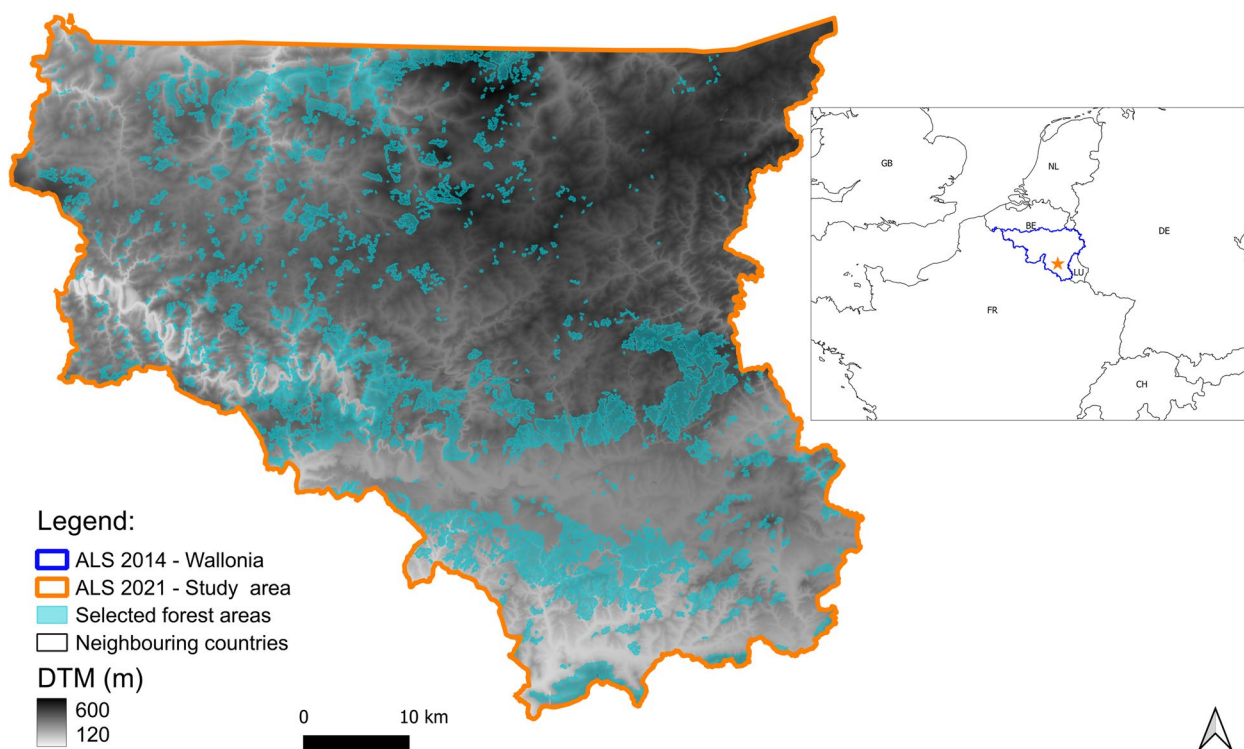 GB
NL
BE
DE
LU
FR
CH
Legend:
ALS 2014 - Wallonia
ALS 2021 - Study area
Selected forest areas
Neighbouring countries
DTM (m)
600
120
0 10 km